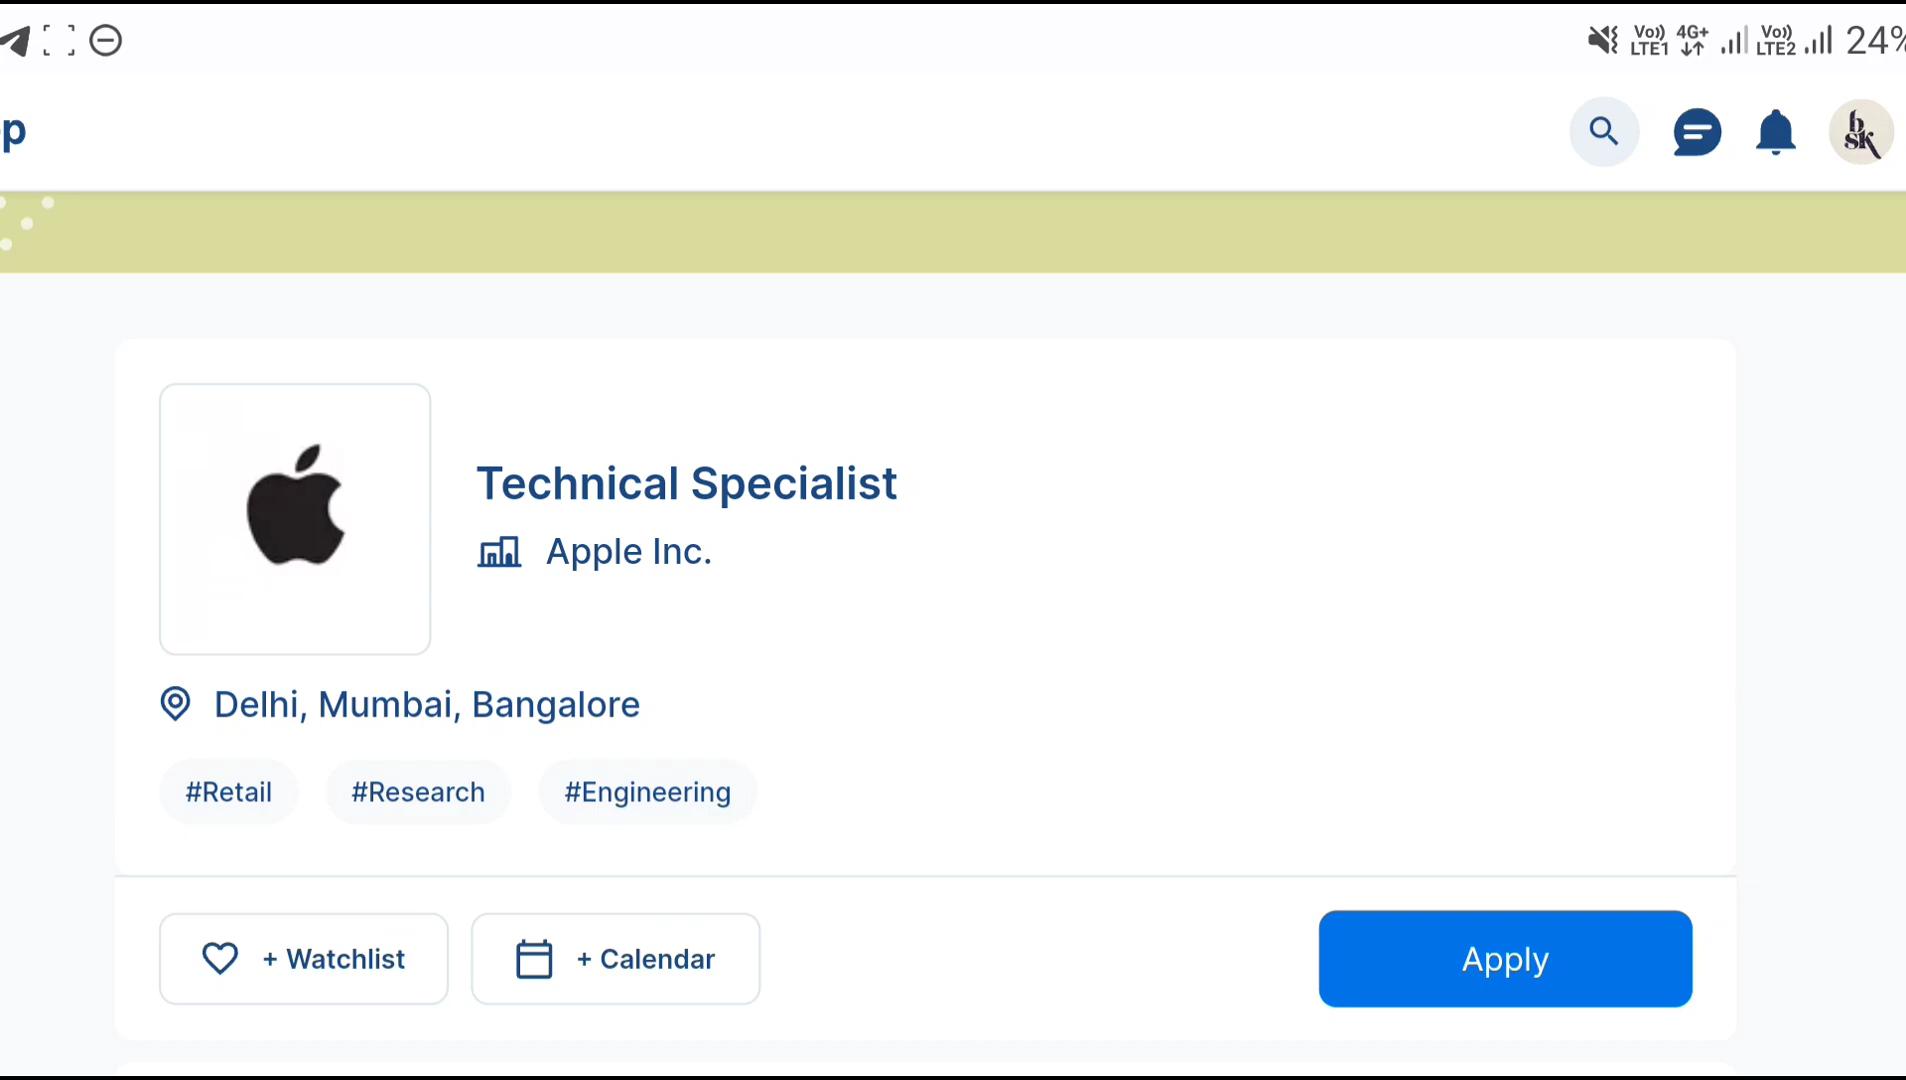 Vo)) 4G+ Vo)) 24%
LTE1 LTE2
p
b
sk
Technical Specialist
Apple Inc.
Delhi, Mumbai, Bangalore
#Retail #Research #Engineering
+ Watchlist + Calendar Apply